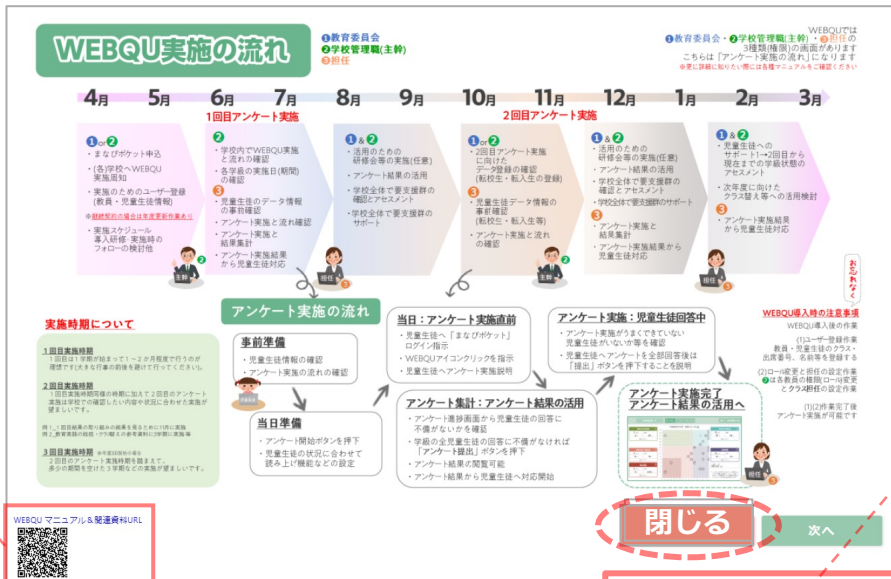 WEBQU実施の流れ
❶教育委員会
❷学校管理職(主幹)
❸担任
WEBQUでは
❶教育委員会・❷学校管理職(主幹)・❸担任の
3種類(権限)の画面があります
こちらは「アンケート実施の流れ」になります
※更に詳細に知りたい際には各種マニュアルをご確認ください
4月 5月 6月 7月 8月 9月 10月 11月 12月 1月 2月 3月
1回目アンケート実施
2回目アンケート実施
❶or❷
・まなびポケット申込
・(各)学校へWEBQU
実施周知
・実施のためのユーザー登録
(教員・児童生徒情報)
※継続契約の場合は年度更新作業あり
・実施スケジュール
導入研修・実施時の
フォローの検討他
❷
・学校内でWEBQU実施
と流れの確認
・各学級の実施日(期間)
の確認
❸
・児童生徒のデータ情報
の事前確認
・アンケート実施と流れ確認
・アンケート実施と
結果集計
・アンケート実施結果
から児童生徒対応
主幹
❷
❶ & ❷
・活用のための
研修会等の実施(任意)
・アンケート結果の活用
・学校全体で要支援群の
確認とアセスメント
・学校全体で要支援群の
サポート
担任
❸
❶or❷
・2回目アンケート実施
に向けた
データ登録の確認
(転校生・転入生の登録)
❸
・児童生徒データ情報の
事前確認
(転校生・転入生等)
・アンケート実施と流れ
の確認
主幹
❷
❶ & ❷
・活用のための
研修会等の実施(任意)
・アンケート結果の活用
・学校全体で要支援群
の確認とアセスメント
・学校全体で要支援群のサポート
❸
・アンケート実施と
結果集計
・アンケート実施結果から
児童生徒対応
担任
❸
❶ & ❷
・児童生徒への
サポート1→2回目から
現在までの学級状態の
アセスメント
・次年度に向けた
クラス替え等への活用検討
❸
・アンケート実施結果
から児童生徒対応
お忘れなく
アンケート実施の流れ
実施時期について
1回目実施時期
1回目は1学期が始まって1～2か月程度で行うのが
理想です(大きな行事の前後を避けて行ってください)。
2回目実施時期
1回目実施時期同様の時期に加えて2回目のアンケート
実施は学校での確認したい内容や状況に合わせた実施が
望ましいです。
3回目実施時期
2回目のアンケート実施時期を踏まえて、
多少の期間を空けた3学期などの実施が望ましいです。
事前準備
・児童生徒情報の確認
・アンケート実施の流れの確認
当日準備
・アンケート開始ボタンを押下
・児童生徒の状況に合わせて
読み上げ機能などの設定
当日：アンケート実施直前
・児童生徒へ「まなびポケット」
ログイン指示
・WEBQUアイコンクリックを指示
・児童生徒へアンケート実施説明
アンケート集計：アンケート結果の活用
・アンケート進捗画面から児童生徒の回答に
不備がないかを確認
・学級の全児童生徒の回答に不備がなければ
「アンケート提出」ボタンを押下
・アンケート結果の閲覧可能
・アンケート結果から児童生徒へ対応開始
アンケート実施：児童生徒回答中
・アンケート実施がうまくできていない
児童生徒がいないか等を確認
・児童生徒へアンケートを全部回答後は
「提出」ボタンを押下することを説明
アンケート実施完了
アンケート結果の活用へ
担任
❸
WEBQU導入時の注意事項
WEBQU導入後の作業
(1)ユーザー登録作業
教員・児童生徒のクラス・
出席番号、名前等を登録する
(2)ロール変更と担任の設定作業
❷は各教員の権限(ロール)変更
とクラス担任の設定作業
(1)(2)作業完了後
アンケート実施が可能です
WEBQU マニュアル&関連資料URL
閉じる
次へ